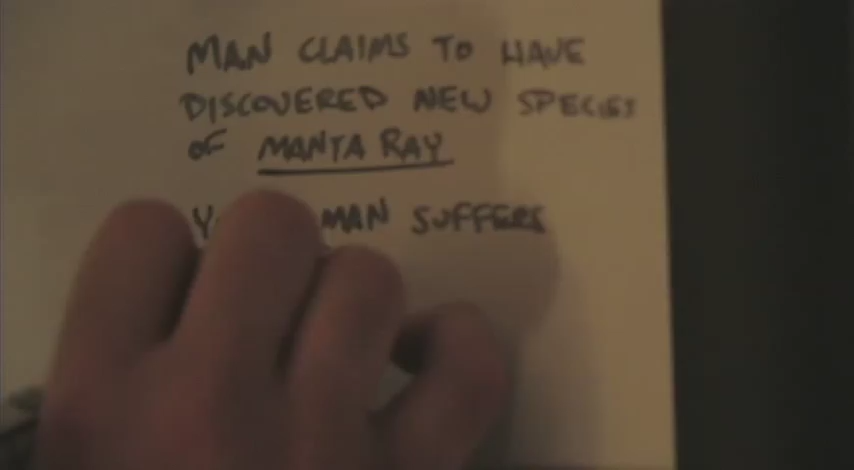 MAN CLAIMS TO HAVE
DISCOVERED NEW SPECIES
OF MANTA RAY
MAN SUFFERS